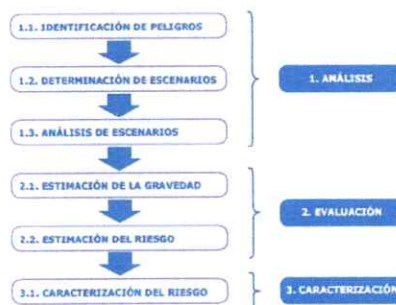 1.1. IDENTIFICACIÓN DE PELIGROS
1.2. DETERMINACIÓN DE ESCENARIOS
1. ANÁLISIS
1.3. ANÁLISIS DE ESCENARIOS
2.1. ESTIMACIÓN DE LA GRAVEDAD
2. EVALUACIÓN
2.2. ESTIMACIÓN DEL RIESGO
3.1. CARACTERIZACIÓN DEL RIESGO
3. CARACTERIZACIÓN